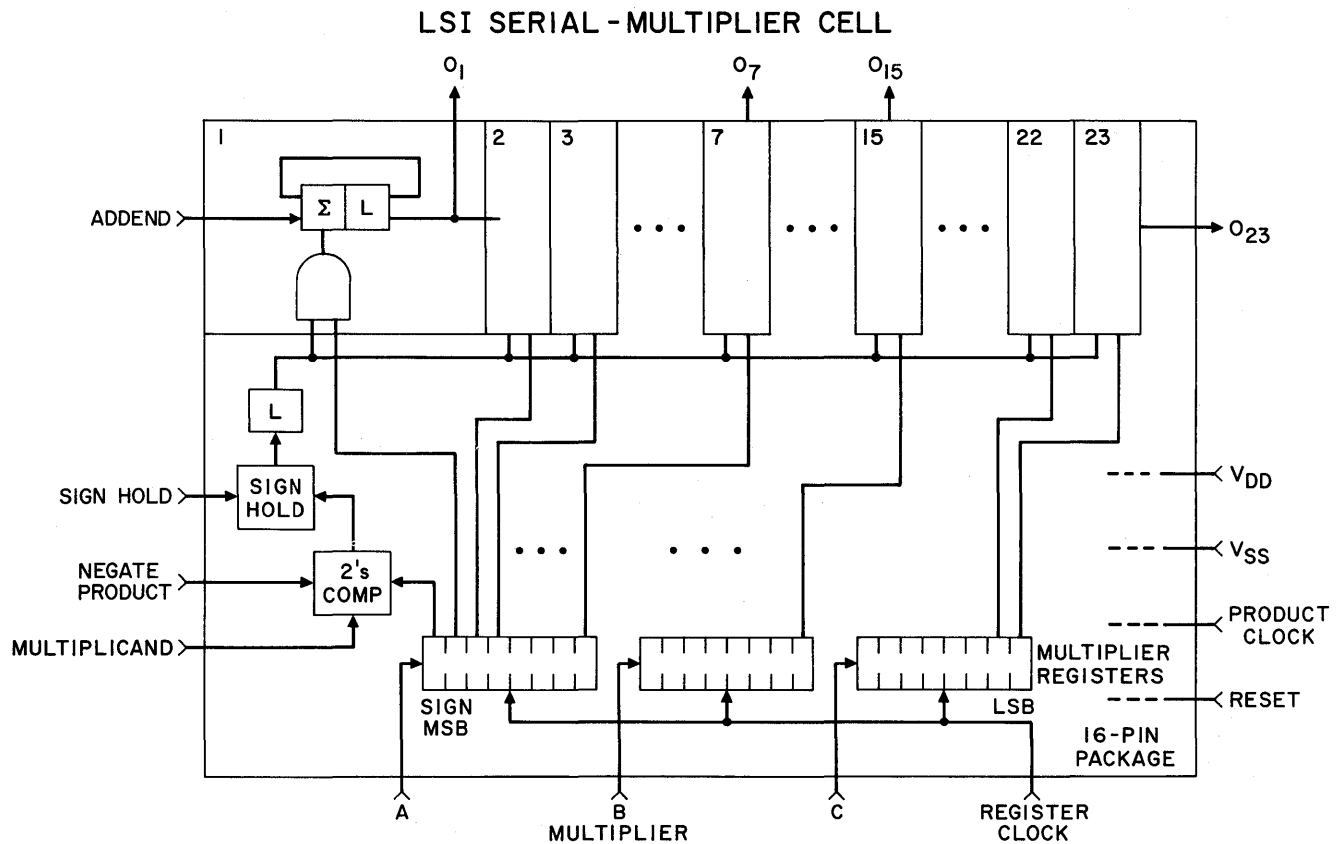 LSI SERIAL-MULTIPLIER CELL
O1
O7
O15
1
2
3
7
15
22
23
Σ
L
ADDEND
O23
L
SIGN HOLD
SIGN
HOLD
VDD
NEGATE
PRODUCT
2's
COMP
VSS
MULTIPLICAND
PRODUCT
CLOCK
MULTIPLIER
REGISTERS
SIGN
MSB
LSB
RESET
16-PIN
PACKAGE
A
B
C
MULTIPLIER
REGISTER
CLOCK